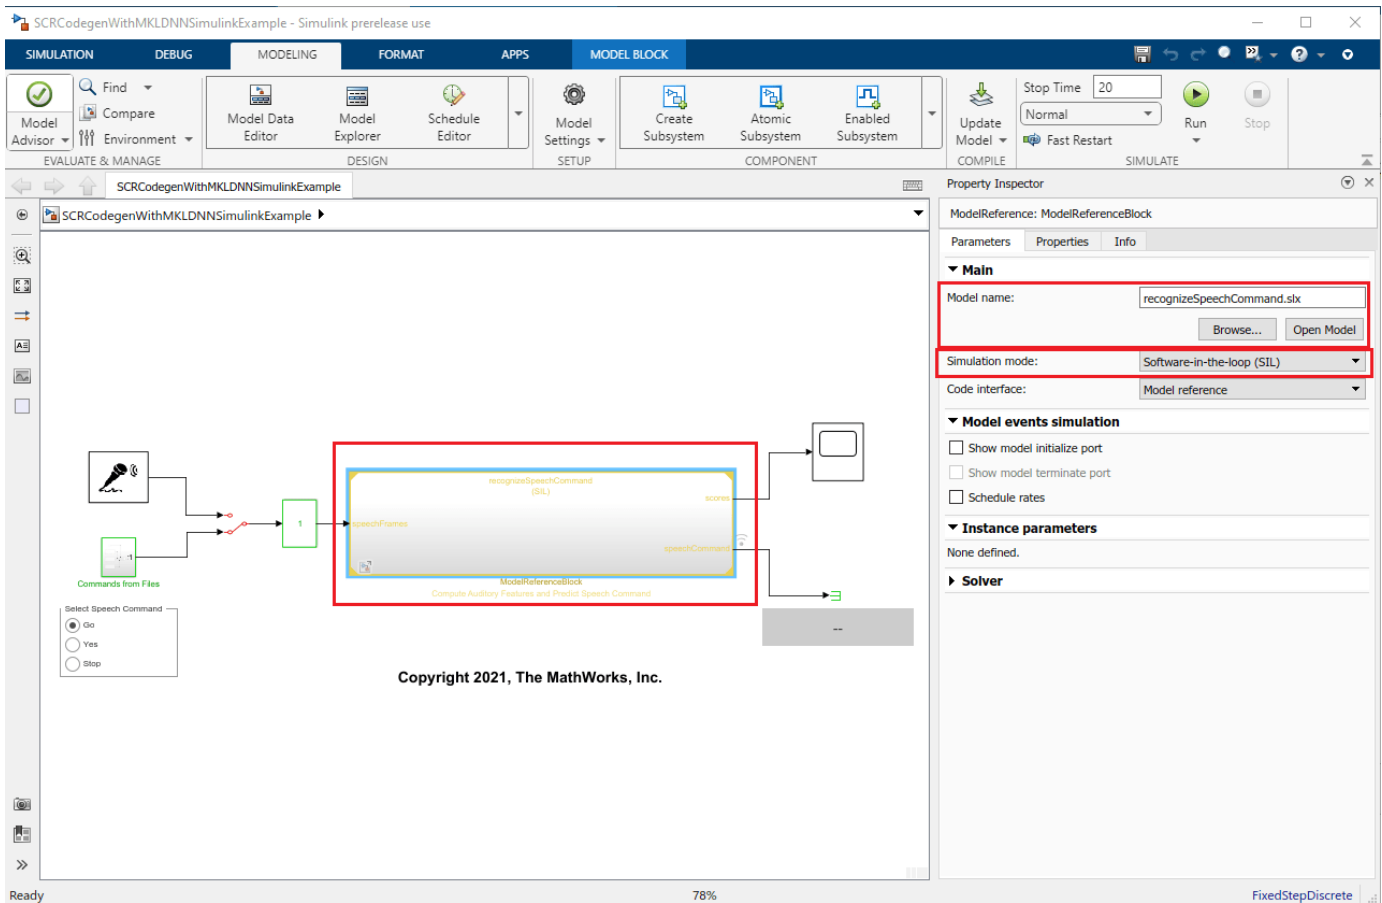 SCRCodegenWithMKLDNNSimulinkExample - Simulink prerelease use
SIMULATION DEBUG MODELING FORMAT APPS MODEL BLOCK
Model Advisor
Find
Compare
Environment
Model Data Editor
Model Explorer
Schedule Editor
Model Settings
Create Subsystem
Atomic Subsystem
Enabled Subsystem
Update Model
Stop Time 20
Normal
Fast Restart
Run
Stop
EVALUATE & MANAGE DESIGN SETUP COMPONENT COMPILE SIMULATE
SCRCodegenWithMKLDNNSimulinkExample
SCRCodegenWithMKLDNNSimulinkExample
recognizeSpeechCommand
(SIL)
scores
speechFrames
1
speechCommand
ModelReferenceBlock
Compute Auditory Features and Predict Speech Command
Commands from Files
Select Speech Command
Go
Yes
Stop
--
Copyright 2021, The MathWorks, Inc.
Property Inspector
ModelReference: ModelReferenceBlock
Parameters Properties Info
Main
Model name: recognizeSpeechCommand.slx
Browse... Open Model
Simulation mode: Software-in-the-loop (SIL)
Code interface: Model reference
Model events simulation
Show model initialize port
Show model terminate port
Schedule rates
Instance parameters
None defined.
Solver
Ready 78% FixedStepDiscrete